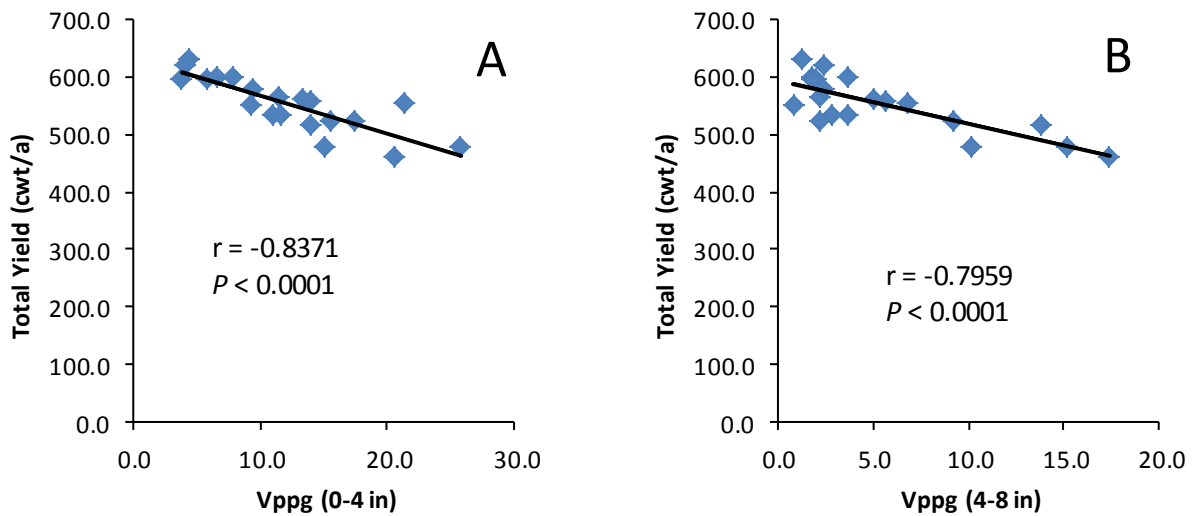 700.0
600.0
500.0
400.0
300.0
200.0
100.0
0.0
Total Yield (cwt/a)
A
r = -0.8371
P < 0.0001
0.0 10.0 20.0 30.0
Vppg (0-4 in)
700.0
600.0
500.0
400.0
300.0
200.0
100.0
0.0
Total Yield (cwt/a)
B
r = -0.7959
P < 0.0001
0.0 5.0 10.0 15.0 20.0
Vppg (4-8 in)